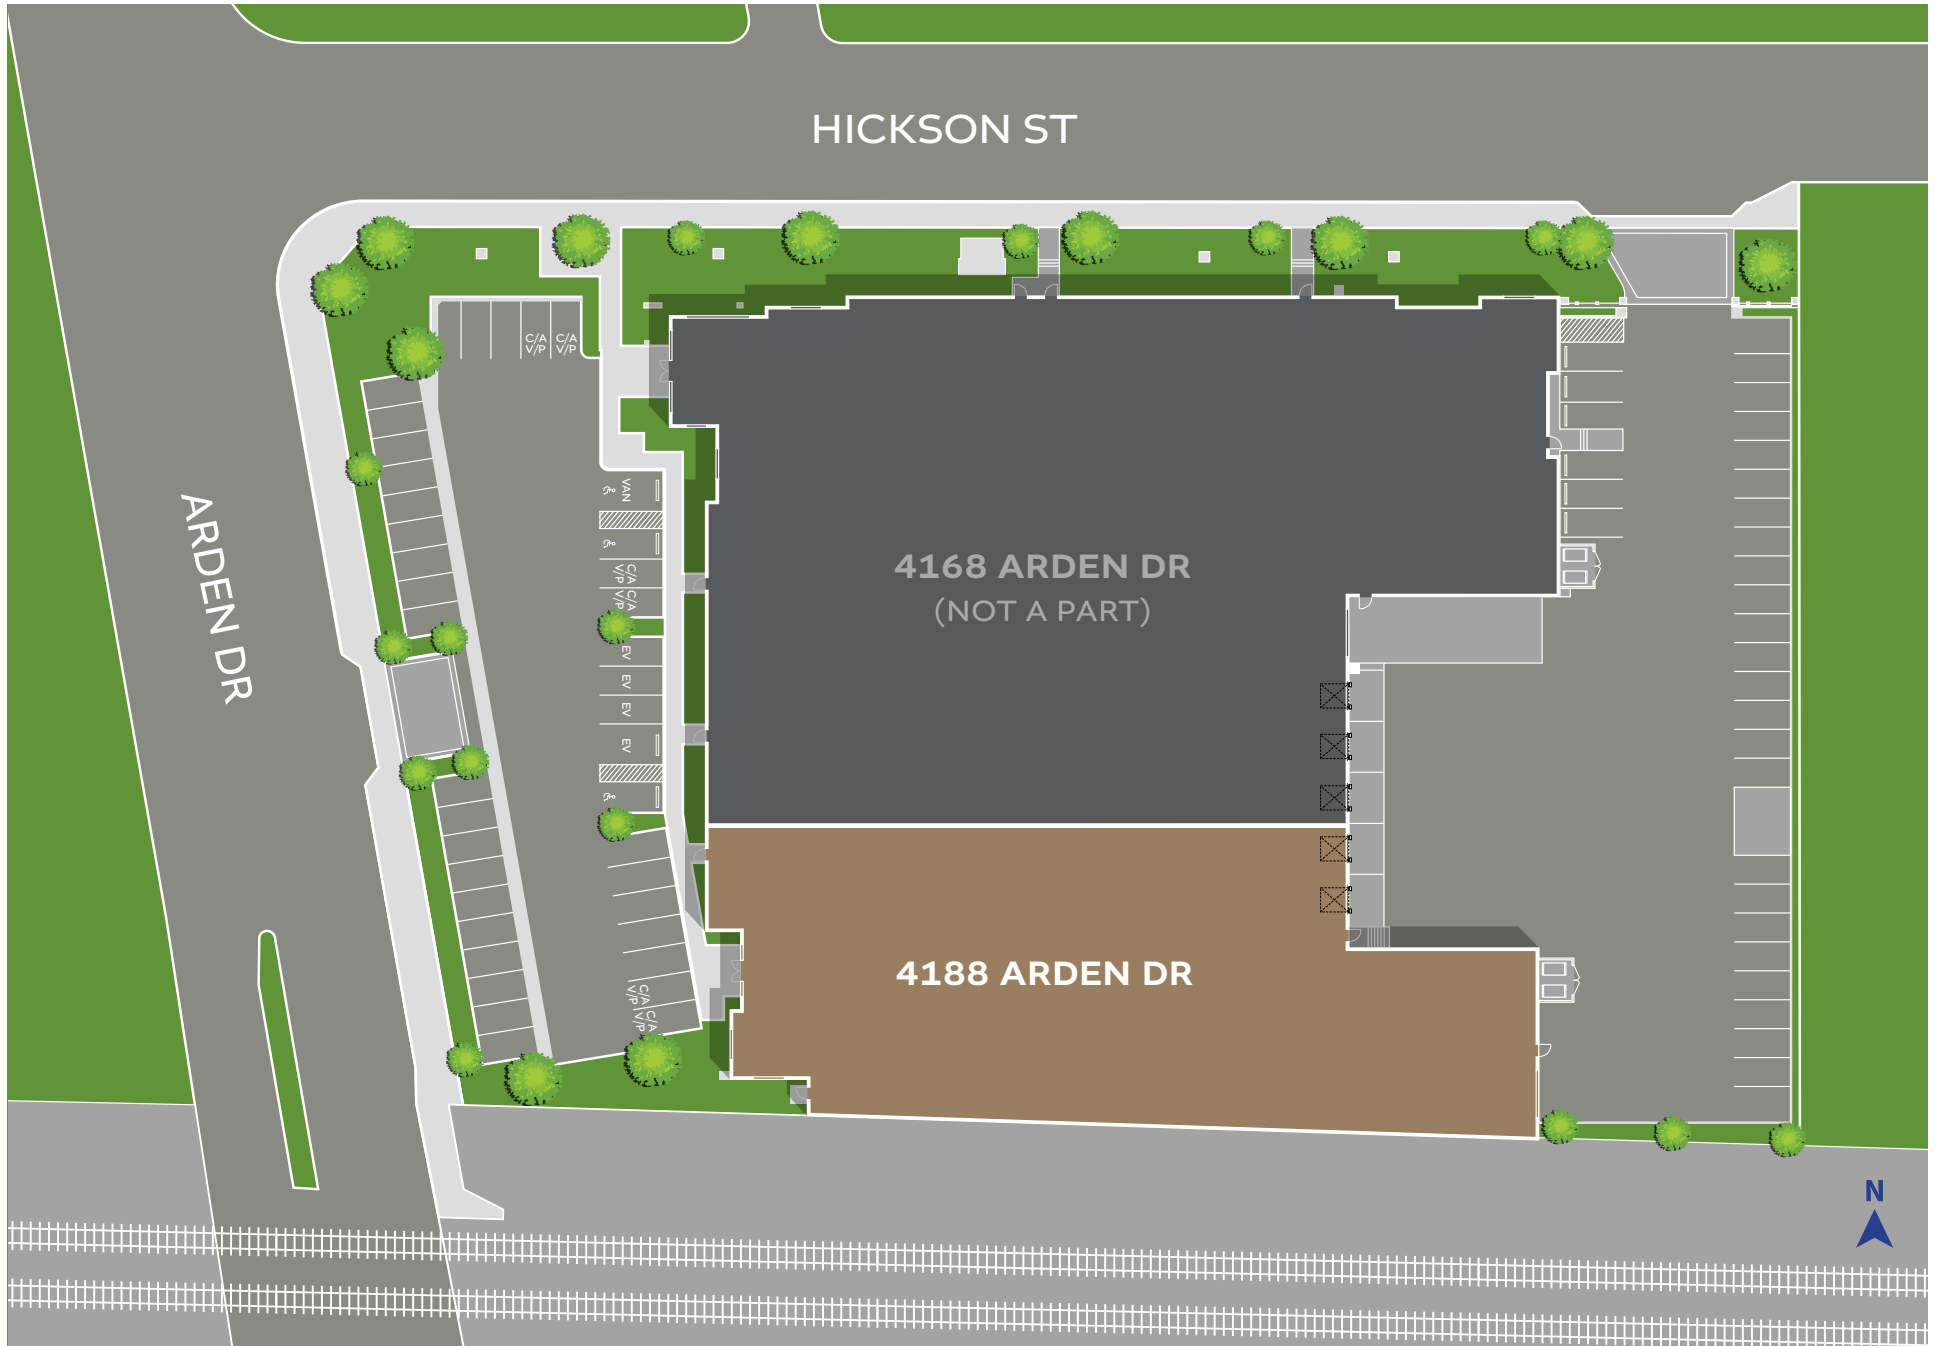 HICKSON ST
C/A
V/P
C/A
V/P
ARDEN DR
VAN
C/A
V/P
C/A
V/P
4168 ARDEN DR
(NOT A PART)
EV
EV
EV
EV
4188 ARDEN DR
C/A
V/P
C/A
V/P
N